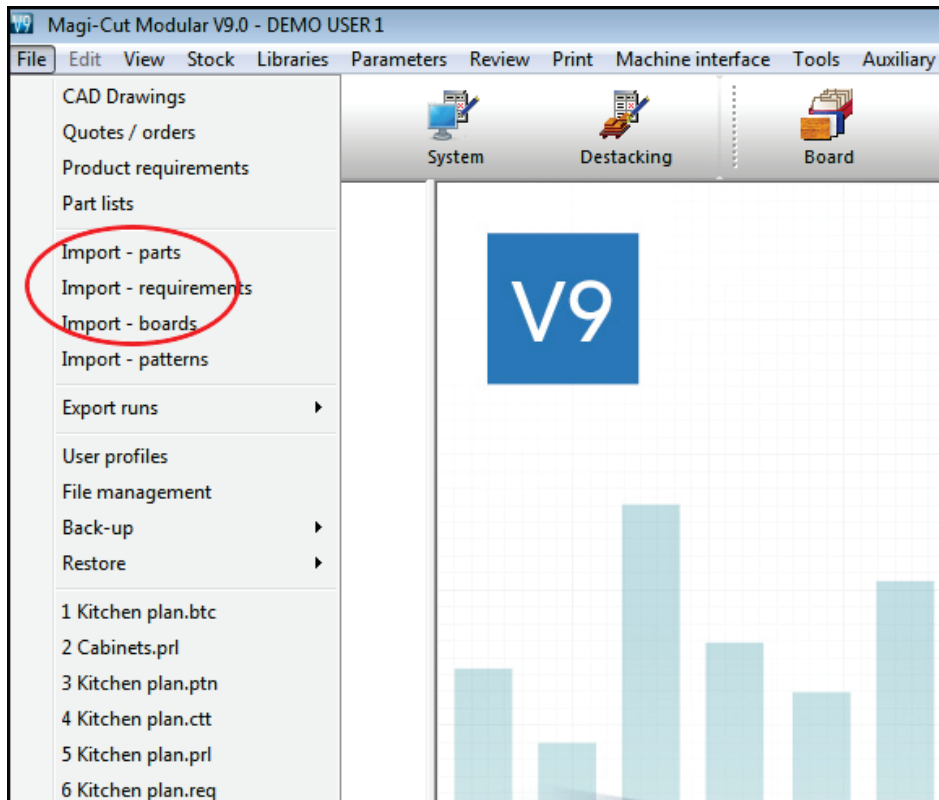 V9 Magi-Cut Modular V9.0 - DEMO USER 1
File Edit View Stock Libraries Parameters Review Print Machine interface Tools Auxiliary
CAD Drawings
Quotes / orders
Product requirements
Part lists
Import - parts
Import - requirements
Import - boards
Import - patterns
Export runs
User profiles
File management
Back-up
Restore
1 Kitchen plan.btc
2 Cabinets.prl
3 Kitchen plan.ptn
4 Kitchen plan.ctt
5 Kitchen plan.prl
6 Kitchen plan.req
System Destacking Board
V9